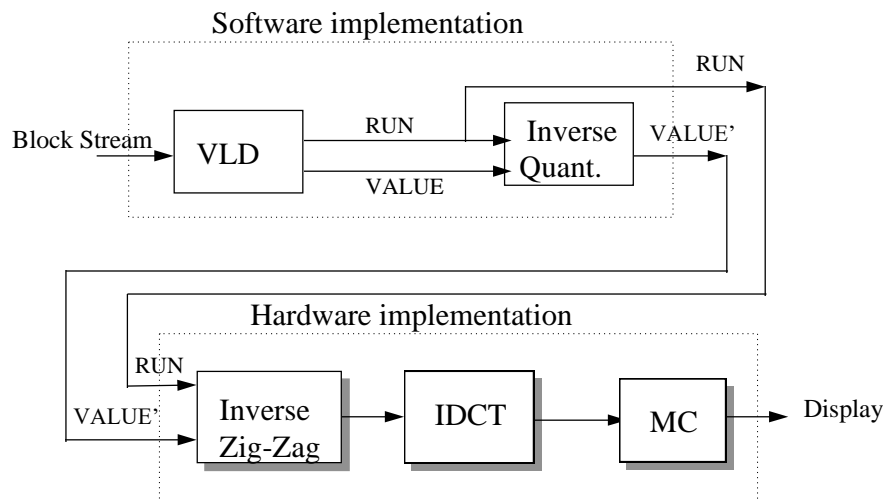 Software implementation
RUN
Block Stream
VLD
RUN
VALUE
Inverse
Quant.
VALUE’
Hardware implementation
RUN
VALUE’
Inverse
Zig-Zag
IDCT
MC
Display